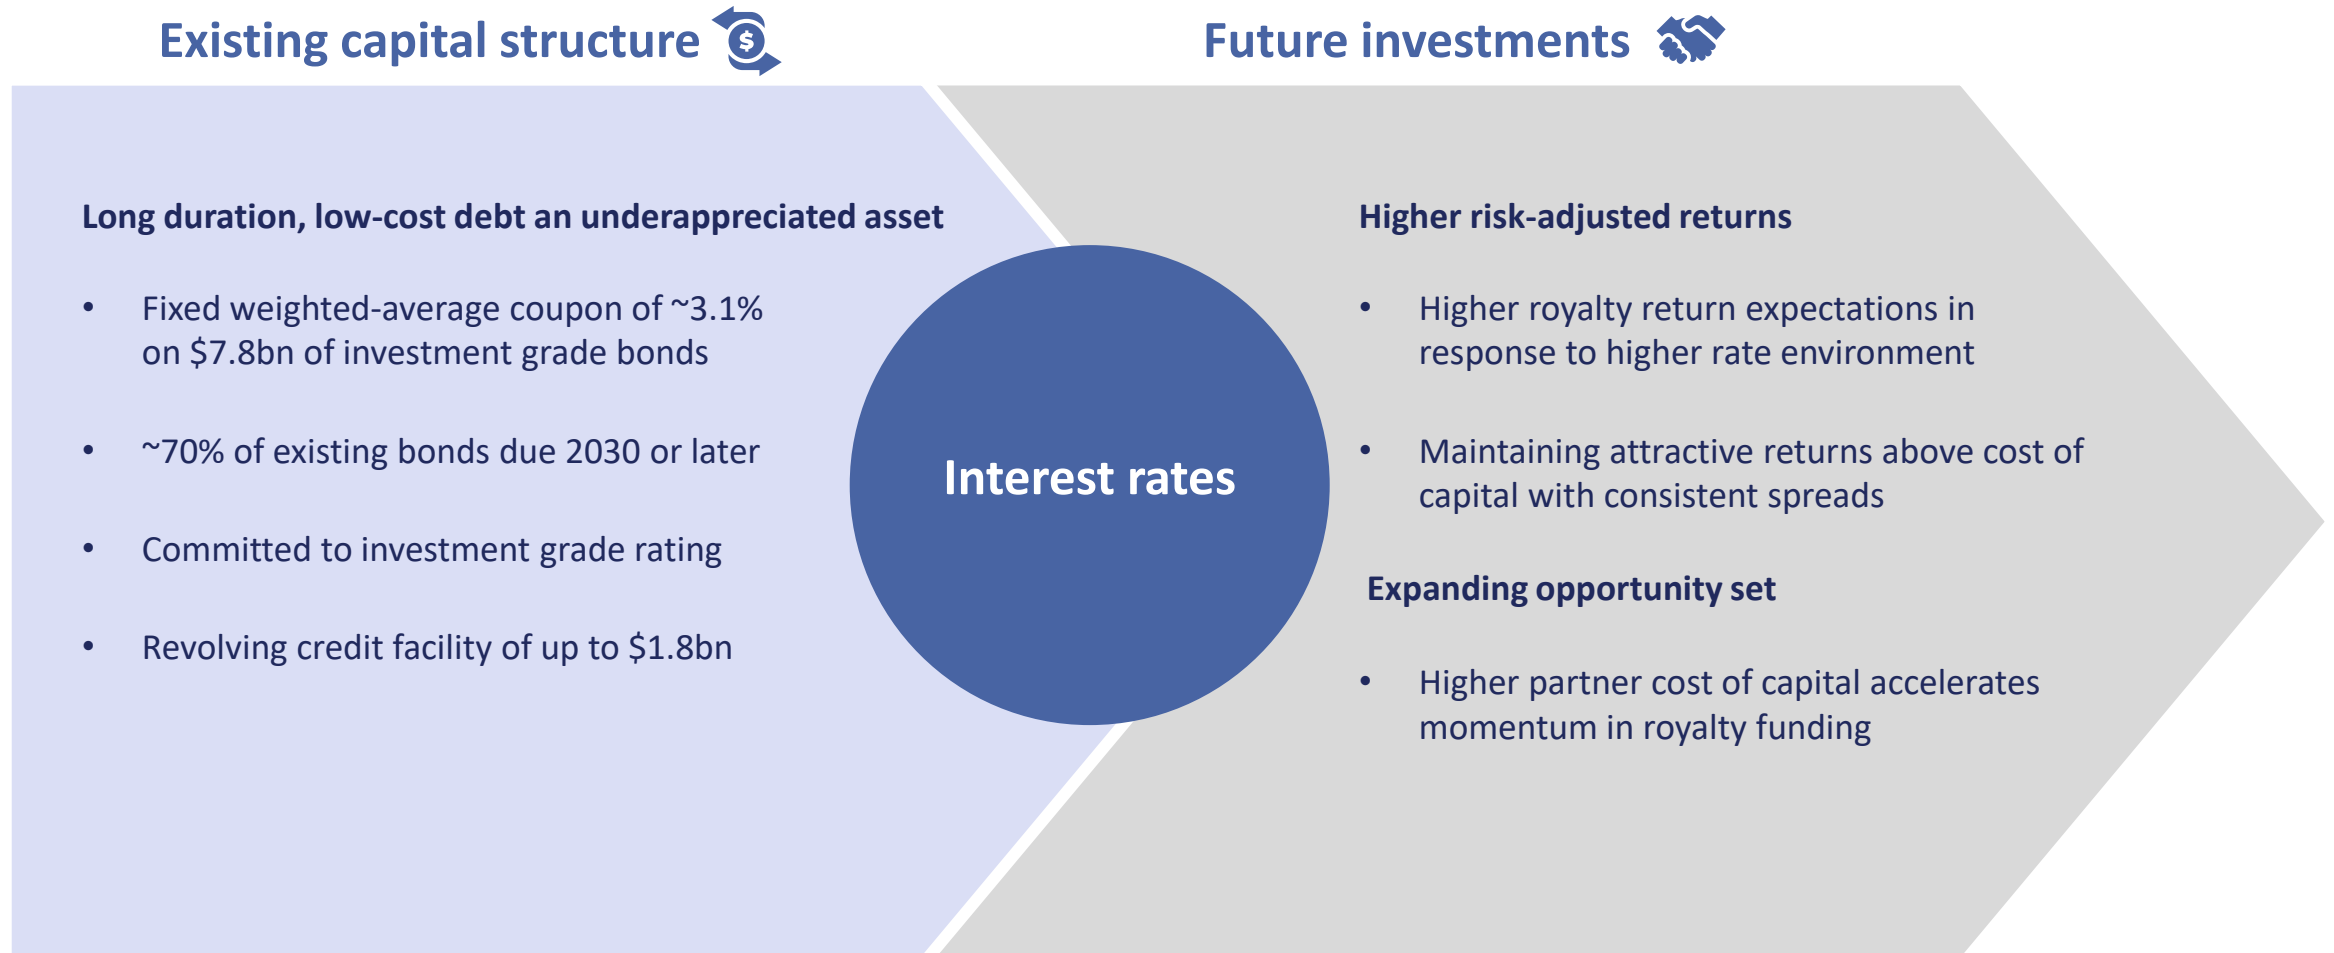 Existing capital structure
Long duration, low-cost debt an underappreciated asset
• Fixed weighted-average coupon of ~3.1%
on $7.8bn of investment grade bonds
• ~70% of existing bonds due 2030 or later
• Committed to investment grade rating
• Revolving credit facility of up to $1.8bn
Interest rates
Future investments
Higher risk-adjusted returns
• Higher royalty return expectations in
response to higher rate environment
• Maintaining attractive returns above cost of
capital with consistent spreads
Expanding opportunity set
• Higher partner cost of capital accelerates
momentum in royalty funding